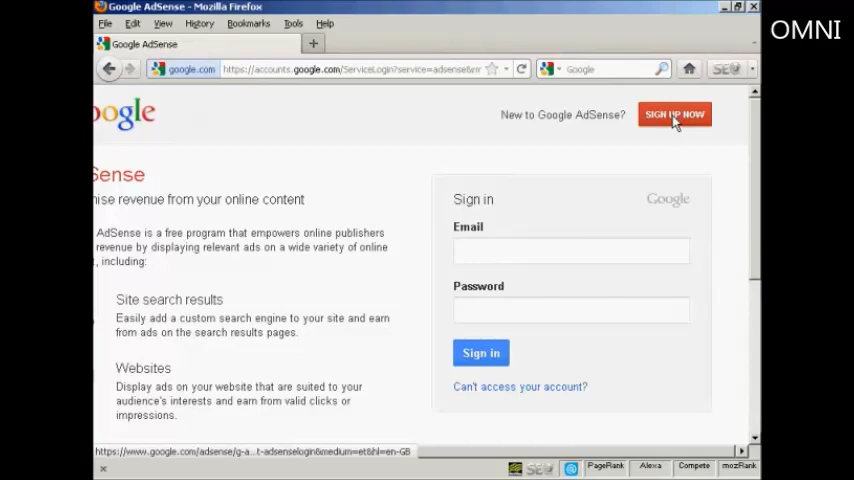 Google AdSense - Mozilla Firefox
OMNI
File Edit View History Bookmarks Tools Help
Google AdSense
google.com https://accounts.google.com/ServiceLogin?service=adsense&rm Google SEO
oogle New to Google AdSense? SIGN UP NOW
Sense
nise revenue from your online content
AdSense is a free program that empowers online publishers
revenue by displaying relevant ads on a wide variety of online
t, including:
Site search results
Easily add a custom search engine to your site and earn
from ads on the search results pages.
Websites
Display ads on your website that are suited to your
audience's interests and earn from valid clicks or
impressions.
Sign in Google
Email
Password
Sign in
Can't access your account?
https://www.google.com/adsense/g-a...t-adsenselogin&medium=et&hl=en-GB
SEO PageRank Alexa Compete mozRank